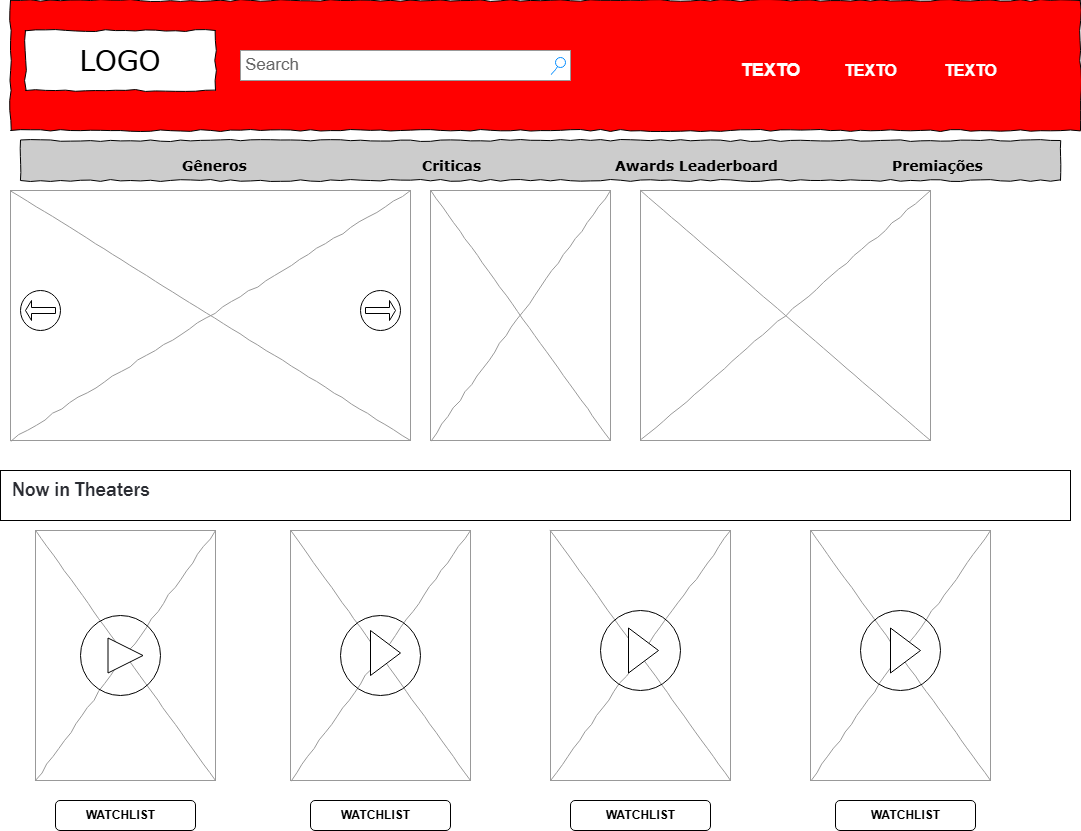 LOGO
Search
TEXTO TEXTO TEXTO
Gêneros Criticas Awards Leaderboard Premiações
Now in Theaters
WATCHLIST WATCHLIST WATCHLIST WATCHLIST